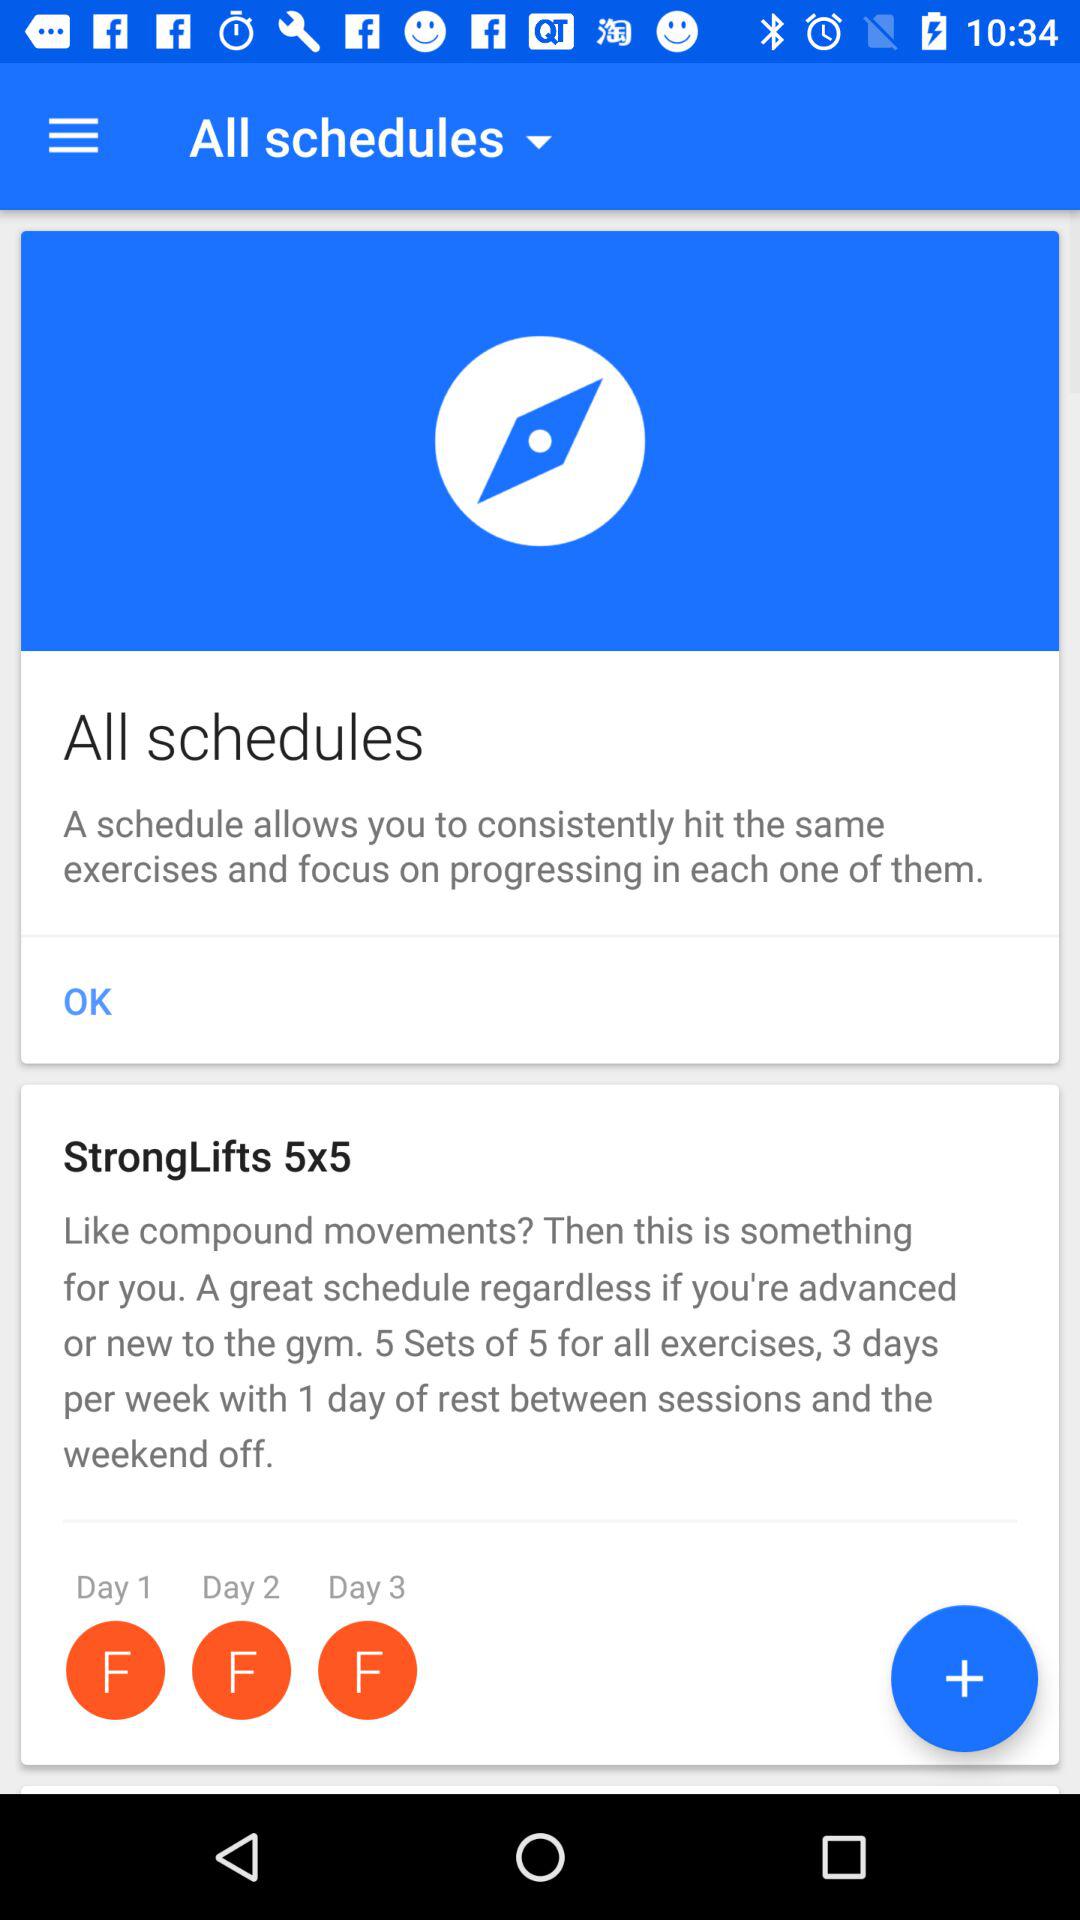 QT 淘 10:34
All schedules
All schedules
A schedule allows you to consistently hit the same
exercises and focus on progressing in each one of them.
OK
StrongLifts 5x5
Like compound movements? Then this is something
for you. A great schedule regardless if you're advanced
or new to the gym. 5 Sets of 5 for all exercises, 3 days
per week with 1 day of rest between sessions and the
weekend off.
Day 1 Day 2 Day 3
F F F